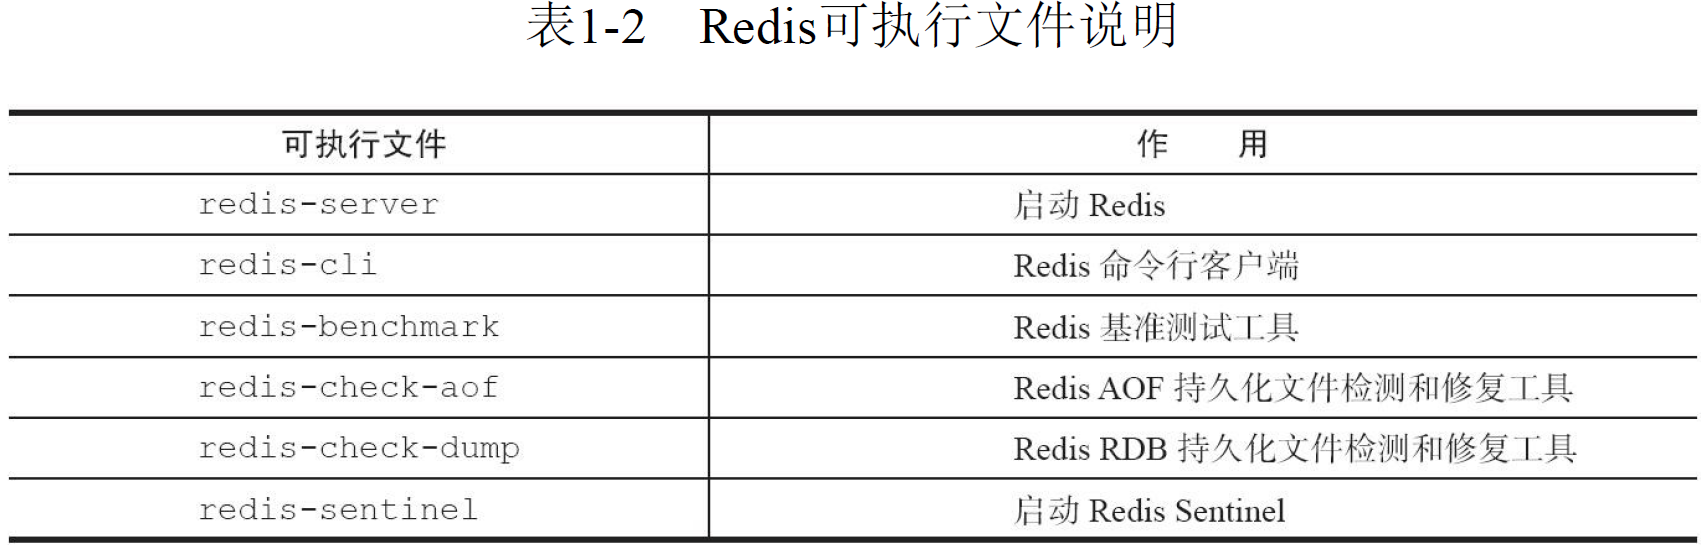 表1-2 Redis可执行文件说明
可执行文件 作 用
redis-server 启动 Redis
redis-cli Redis 命令行客户端
redis-benchmark Redis 基准测试工具
redis-check-aof Redis AOF 持久化文件检测和修复工具
redis-check-dump Redis RDB 持久化文件检测和修复工具
redis-sentinel 启动 Redis Sentinel